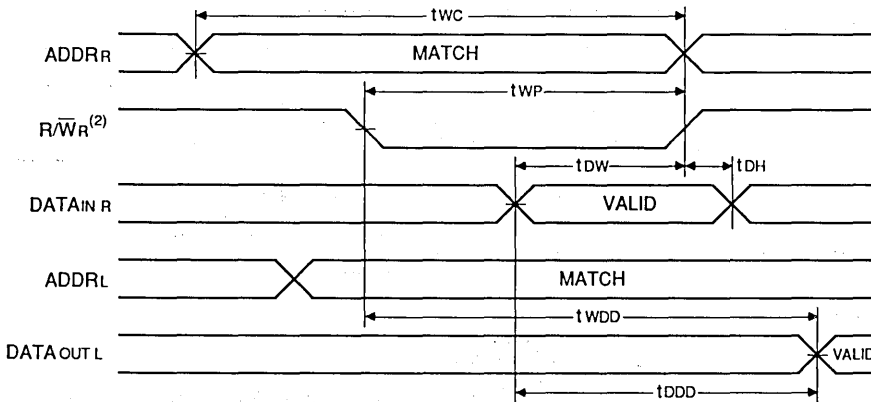 tWC
ADDRR MATCH
tWP
R/W̅R(2)
tDW tDH
DATAIN R VALID
ADDRL MATCH
tWDD
DATAOUT L VALID
tDDD